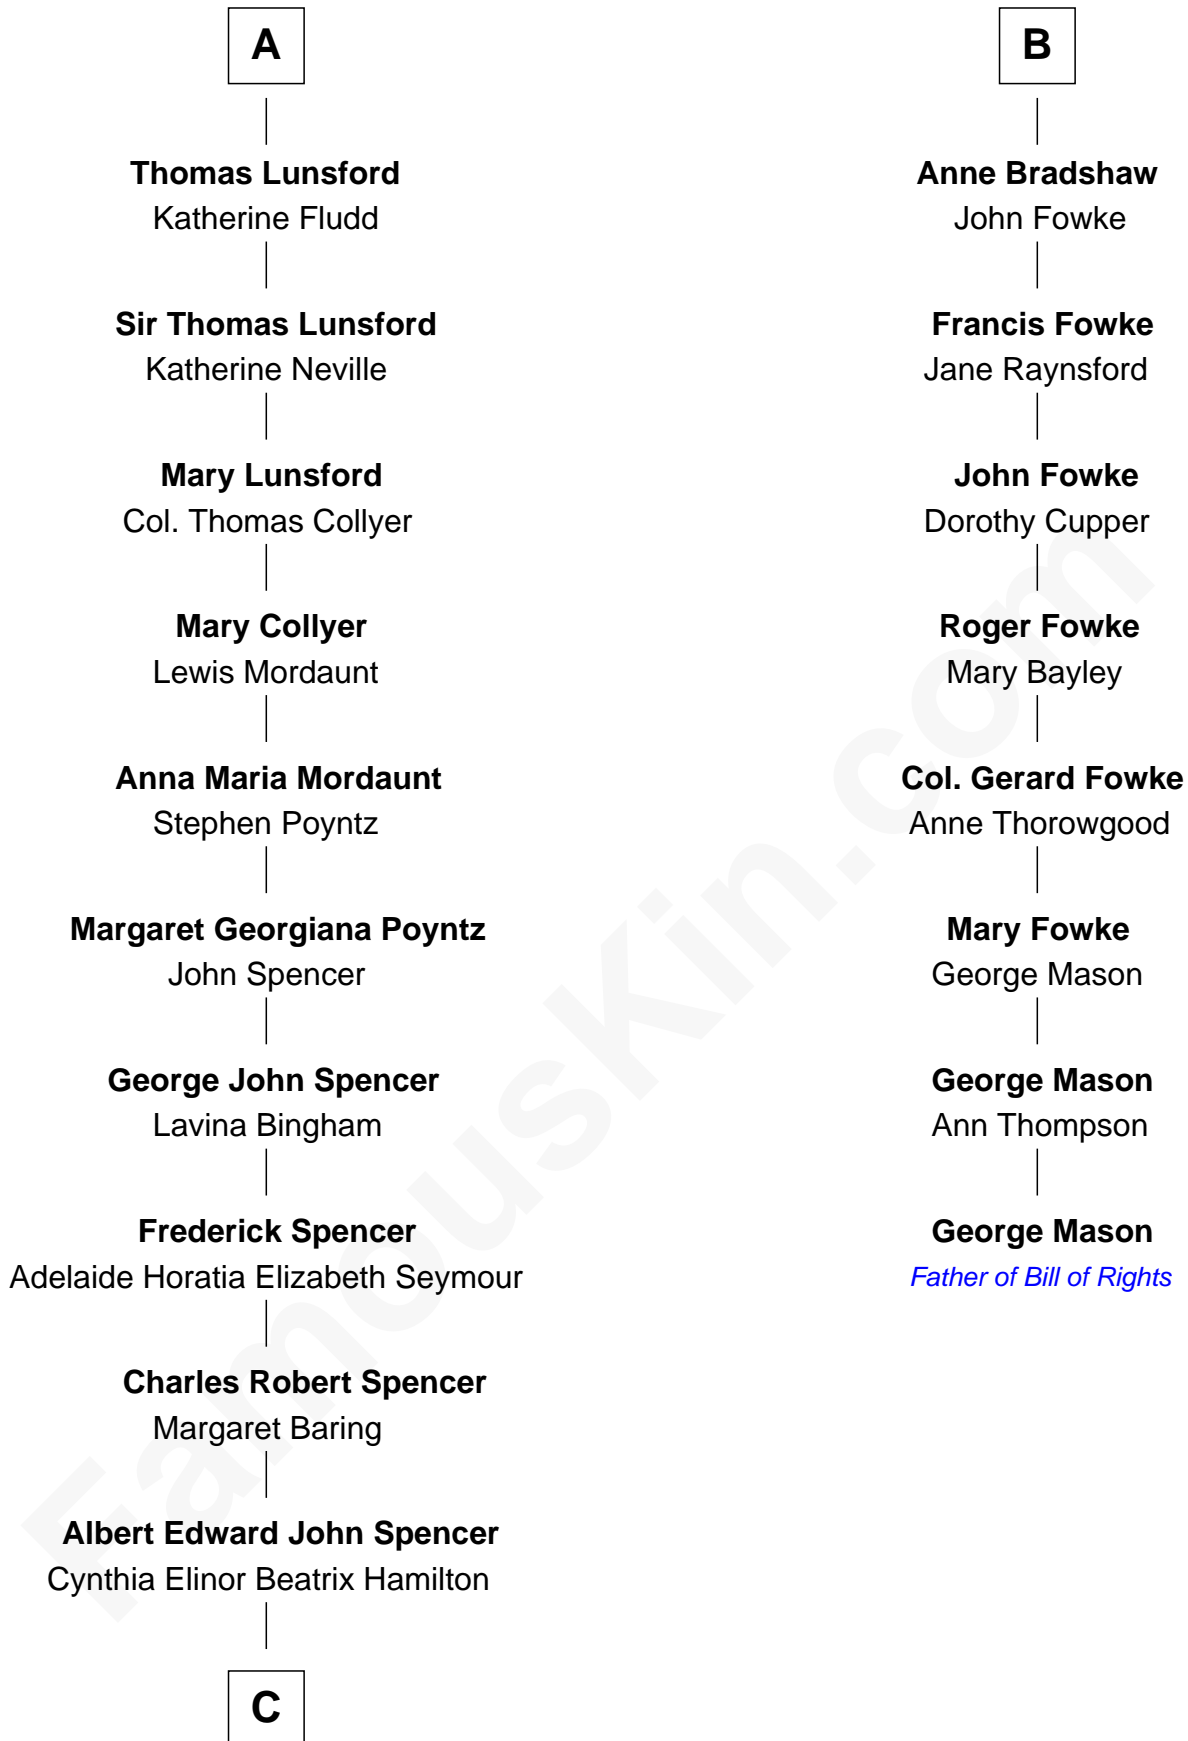 A
Thomas Lunsford
Katherine Fludd
Sir Thomas Lunsford
Katherine Neville
Mary Lunsford
Col. Thomas Collyer
Mary Collyer
Lewis Mordaunt
Anna Maria Mordaunt
Stephen Poyntz
Margaret Georgiana Poyntz
John Spencer
George John Spencer
Lavina Bingham
Frederick Spencer
Adelaide Horatia Elizabeth Seymour
Charles Robert Spencer
Margaret Baring
Albert Edward John Spencer
Cynthia Elinor Beatrix Hamilton
C
B
Anne Bradshaw
John Fowke
Francis Fowke
Jane Raynsford
John Fowke
Dorothy Cupper
Roger Fowke
Mary Bayley
Col. Gerard Fowke
Anne Thorowgood
Mary Fowke
George Mason
George Mason
Ann Thompson
George Mason
Father of Bill of Rights
FamousKin.com